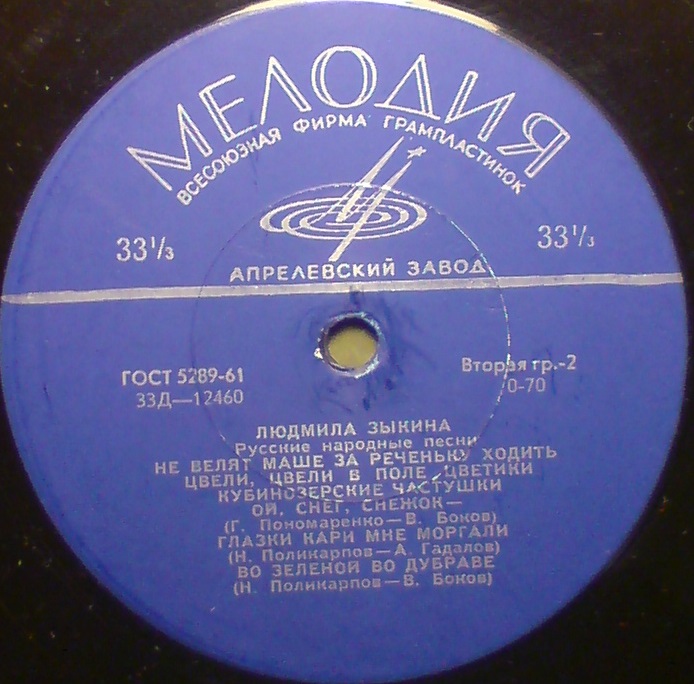 МЕЛОДИЯ
ВСЕСОЮЗНАЯ ФИРМА ГРАМПЛАСТИНОК
33⅓ 33⅓
АПРЕЛЕВСКИЙ ЗАВОД
ГОСТ 5289-61 Вторая гр.-2
33Д—12460 0-70
ЛЮДМИЛА ЗЫКИНА
Русские народные песни
НЕ ВЕЛЯТ МАШЕ ЗА РЕЧЕНЬКУ ХОДИТЬ
ЦВЕЛИ, ЦВЕЛИ В ПОЛЕ ЦВЕТИКИ
КУБИНОЗЕРСКИЕ ЧАСТУШКИ
ОЙ, СНЕГ, СНЕЖОК—
(Г. Пономаренко—В. Боков)
ГЛАЗКИ КАРИ МНЕ МОРГАЛИ
(Н. Поликарпов—А. Гадалов)
ВО ЗЕЛЕНОЙ ВО ДУБРАВЕ
(Н. Поликарпов—В. Боков)